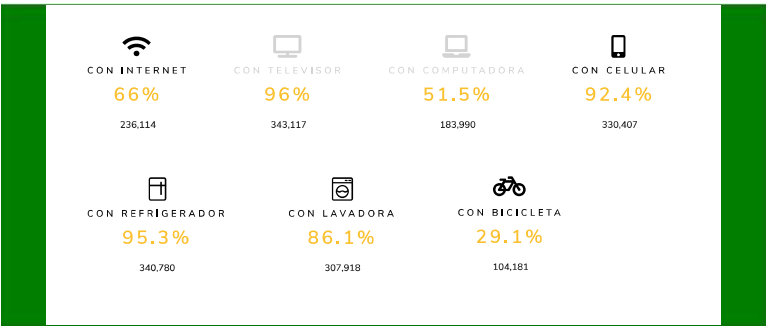 CON INTERNET
CON TELEVISOR
CON COMPUTADORA
CON CELULAR
66%
96%
51.5%
92.4%
236,114
343,117
183,990
330,407
CON REFRIGERADOR
CON LAVADORA
CON BICICLETA
95.3%
86.1%
29.1%
340,780
307,918
104,181